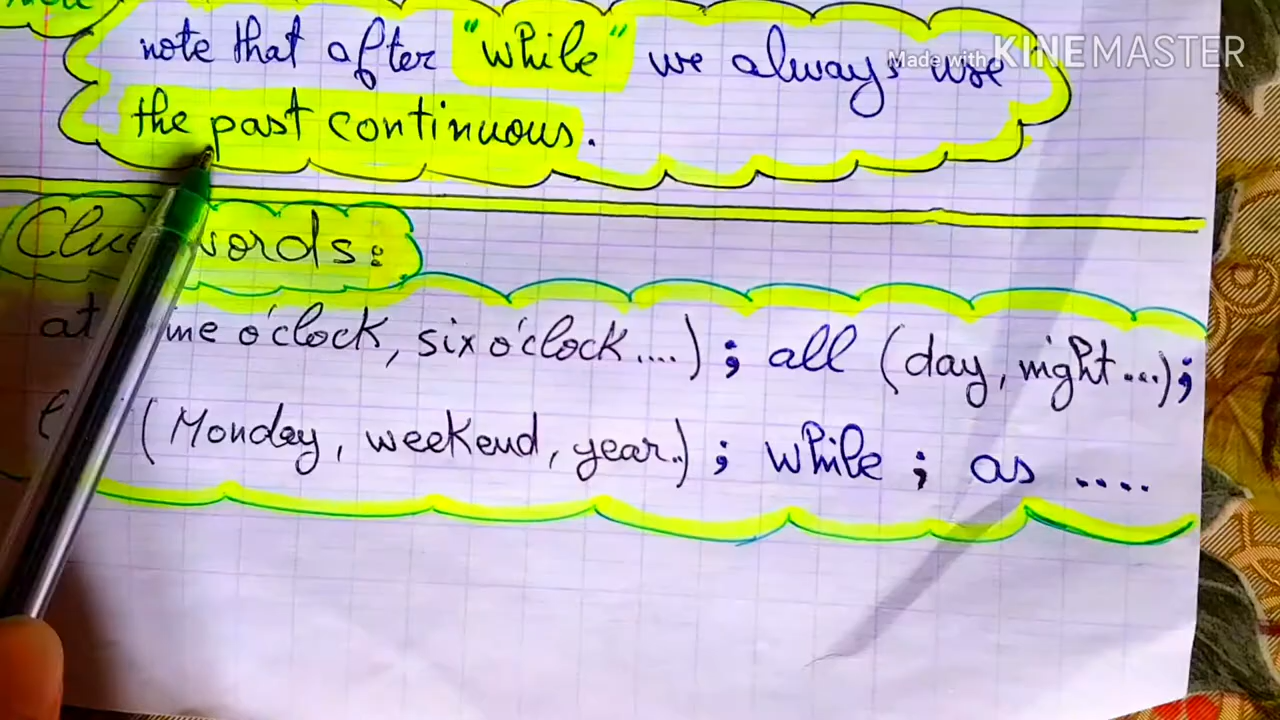 note that after "while" we always use
the past continuous.
Made with KINEMASTER
Clue words:
at o'clock, six o'clock....) ; all (day, night...);
(Monday, weekend, year..) ; while ; as ....